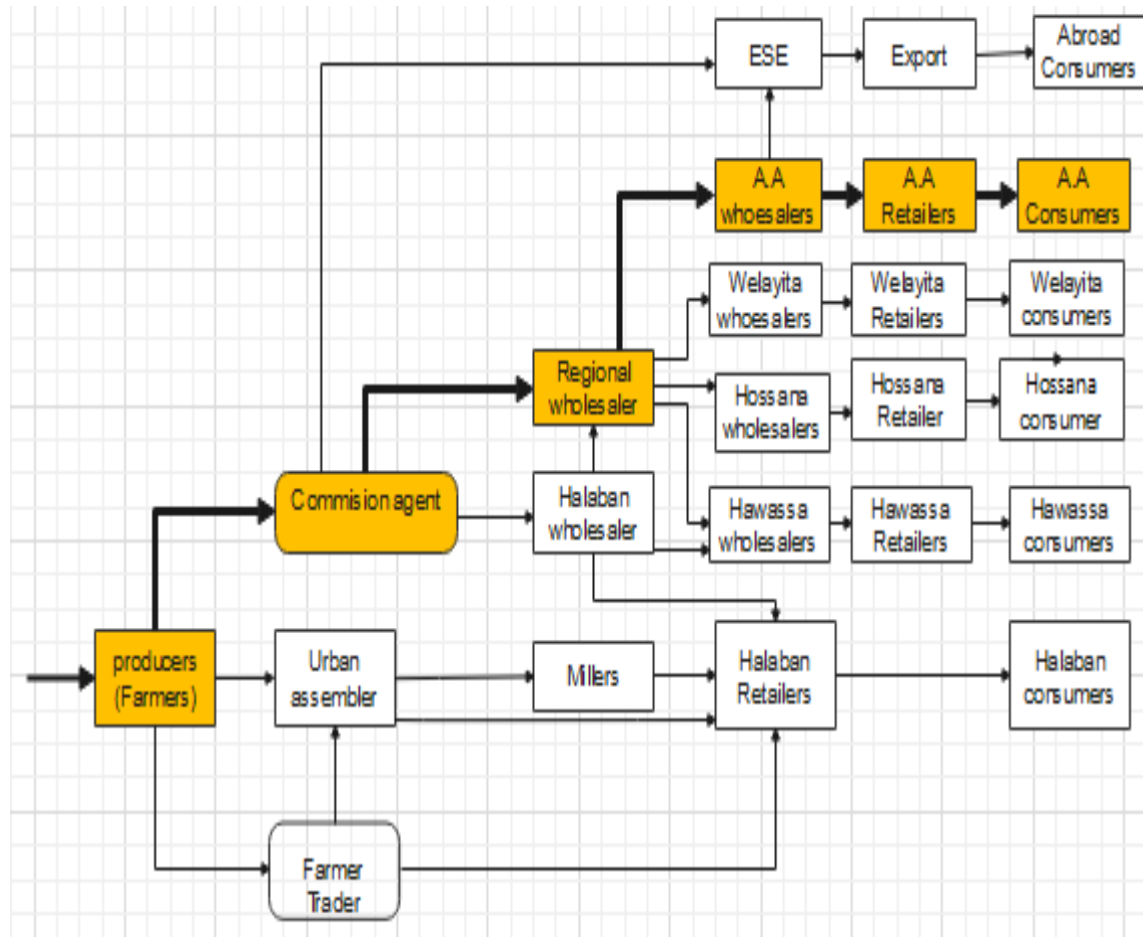 ESE
Export
Abroad
Consumers
A.A
whoesalers
A.A
Retailers
A.A
Consumers
Welayita
whoesalers
Welayita
Retailers
Welayita
consumers
Regional
wholesaler
Hossana
wholesalers
Hossana
Retailer
Hossana
consumer
Commision agent
Halaban
wholesaler
Hawassa
wholesalers
Hawassa
Retailers
Hawassa
consumers
producers
(Farmers)
Urban
assembler
Millers
Halaban
Retailers
Halaban
consumers
Farmer
Trader